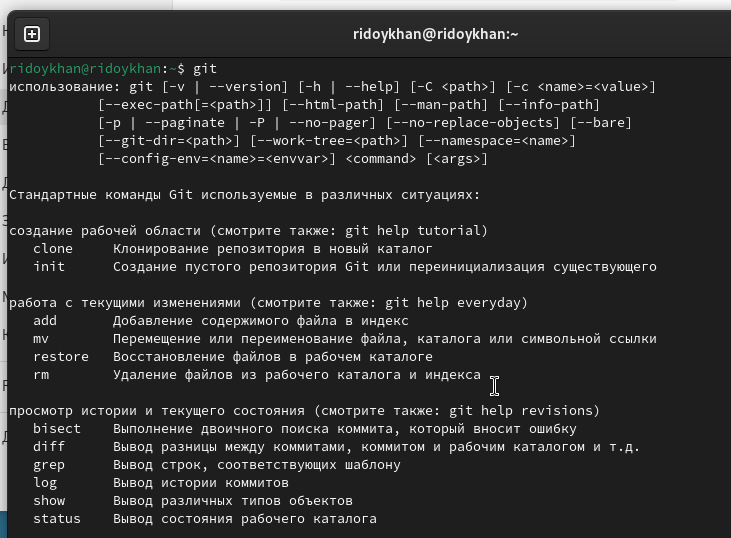 ridoykhan@ridoykhan:~
ridoykhan@ridoykhan:~$ git
использование: git [-v | --version] [-h | --help] [-C <path>] [-c <name>=<value>]
[--exec-path[=<path>]] [--html-path] [--man-path] [--info-path]
[-p | --paginate | -P | --no-pager] [--no-replace-objects] [--bare]
[--git-dir=<path>] [--work-tree=<path>] [--namespace=<name>]
[--config-env=<name>=<envvar>] <command> [<args>]
Стандартные команды Git используемые в различных ситуациях:
создание рабочей области (смотрите также: git help tutorial)
clone Клонирование репозитория в новый каталог
init Создание пустого репозитория Git или переинициализация существующего
работа с текущими изменениями (смотрите также: git help everyday)
add Добавление содержимого файла в индекс
mv Перемещение или переименование файла, каталога или символьной ссылки
restore Восстановление файлов в рабочем каталоге
rm Удаление файлов из рабочего каталога и индекса
просмотр истории и текущего состояния (смотрите также: git help revisions)
bisect Выполнение двоичного поиска коммита, который вносит ошибку
diff Вывод разницы между коммитами, коммитом и рабочим каталогом и т.д.
grep Вывод строк, соответствующих шаблону
log Вывод истории коммитов
show Вывод различных типов объектов
status Вывод состояния рабочего каталога